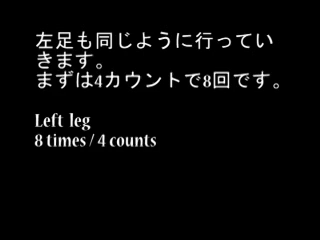 左足も同じように行ってい
きます。
まずは4カウントで8回です。
Left leg
8 times / 4 counts